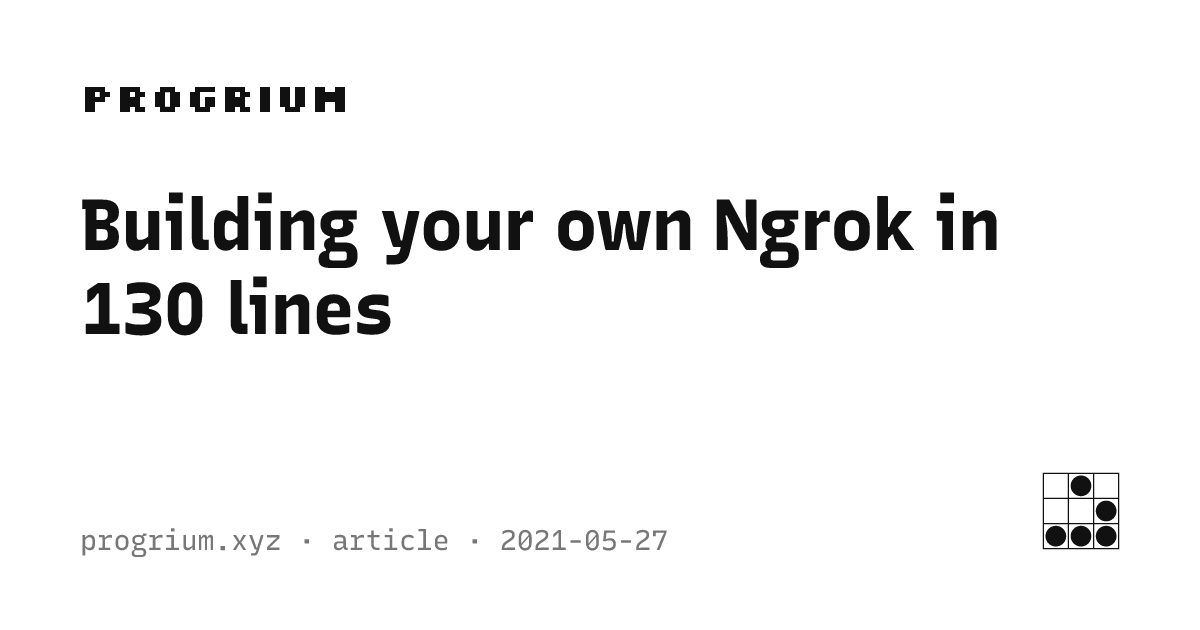 PROGRIUM
Building your own Ngrok in
130 lines
progrium.xyz · article · 2021-05-27